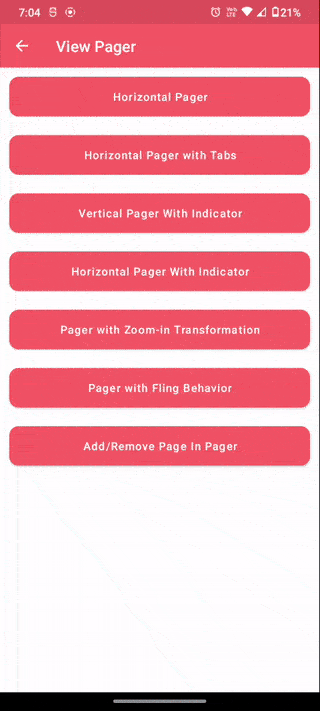 7:04 21%
View Pager
Horizontal Pager
Horizontal Pager with Tabs
Vertical Pager With Indicator
Horizontal Pager With Indicator
Pager with Zoom-in Transformation
Pager with Fling Behavior
Add/Remove Page In Pager